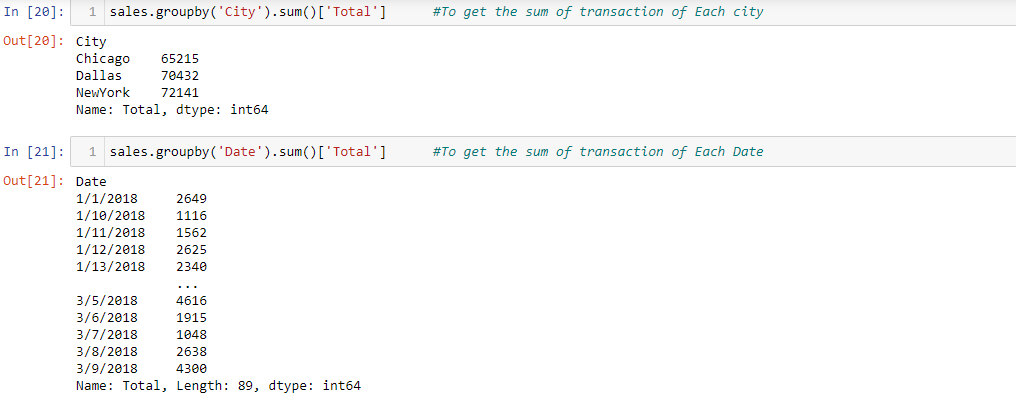 In [20]: 1 sales.groupby('City').sum()['Total'] #To get the sum of transaction of Each city
Out[20]: City
Chicago 65215
Dallas 70432
NewYork 72141
Name: Total, dtype: int64
In [21]: 1 sales.groupby('Date').sum()['Total'] #To get the sum of transaction of Each Date
Out[21]: Date
1/1/2018 2649
1/10/2018 1116
1/11/2018 1562
1/12/2018 2625
1/13/2018 2340
...
3/5/2018 4616
3/6/2018 1915
3/7/2018 1048
3/8/2018 2638
3/9/2018 4300
Name: Total, Length: 89, dtype: int64